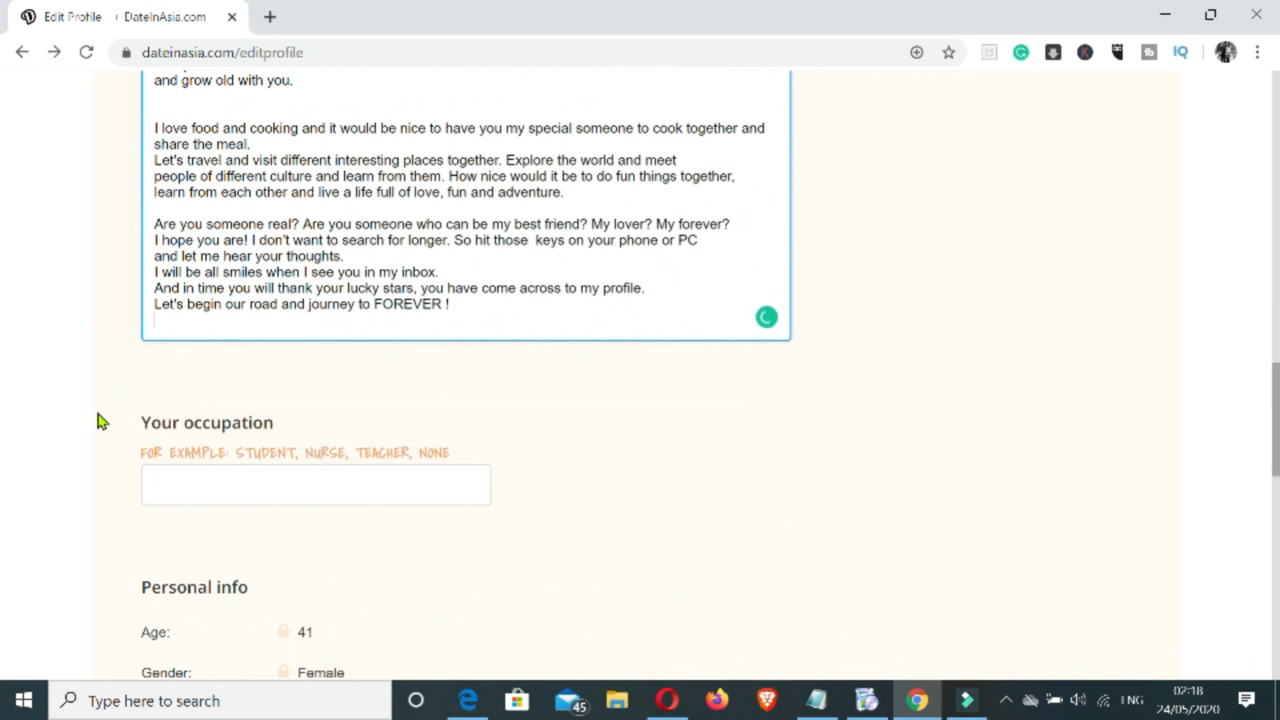 Edit Profile
DateInAsia.com
dateinasia.com/editprofile
IQ
and grow old with you.
I love food and cooking and it would be nice to have you my special someone to cook together and
share the meal.
Let's travel and visit different interesting places together. Explore the world and meet
people of different culture and learn from them. How nice would it be to do fun things together,
learn from each other and live a life full of love, fun and adventure.
Are you someone real? Are you someone who can be my best friend? My lover? My forever?
I hope you are! I don't want to search for longer. So hit those  keys on your phone or PC
and let me hear your thoughts.
I will be all smiles when I see you in my inbox.
And in time you will thank your lucky stars, you have come across to my profile.
Let's begin our road and journey to FOREVER !
Your occupation
FOR EXAMPLE: STUDENT, NURSE, TEACHER, NONE
Personal info
Age: 41
Gender: Female
Type here to search
45
ENG
02:18
24/05/2020